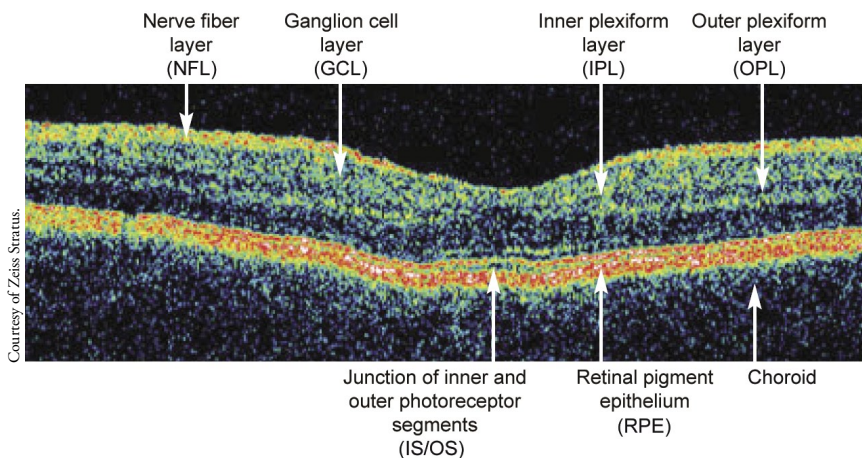 Nerve fiber
layer
(NFL)
Ganglion cell
layer
(GCL)
Inner plexiform
layer
(IPL)
Outer plexiform
layer
(OPL)
Courtesy of Zeiss Stratus.
Junction of inner and
outer photoreceptor
segments
(IS/OS)
Retinal pigment
epithelium
(RPE)
Choroid